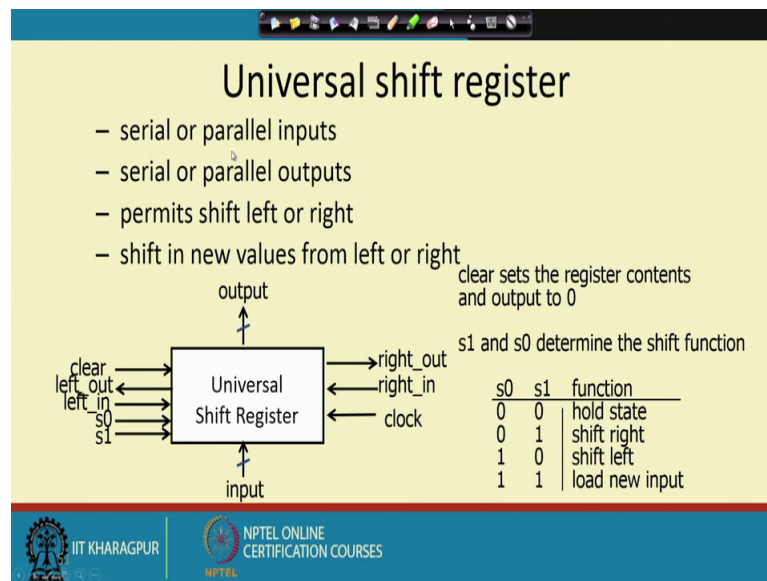 Universal shift register
– serial or parallel inputs
– serial or parallel outputs
– permits shift left or right
– shift in new values from left or right
clear sets the register contents
and output to 0
s1 and s0 determine the shift function
output
clear
left_out
left_in
s0
s1
Universal
Shift Register
right_out
right_in
clock
input
s0 s1 function
0 0 hold state
0 1 shift right
1 0 shift left
1 1 load new input
IIT KHARAGPUR
NPTEL
NPTEL ONLINE
CERTIFICATION COURSES